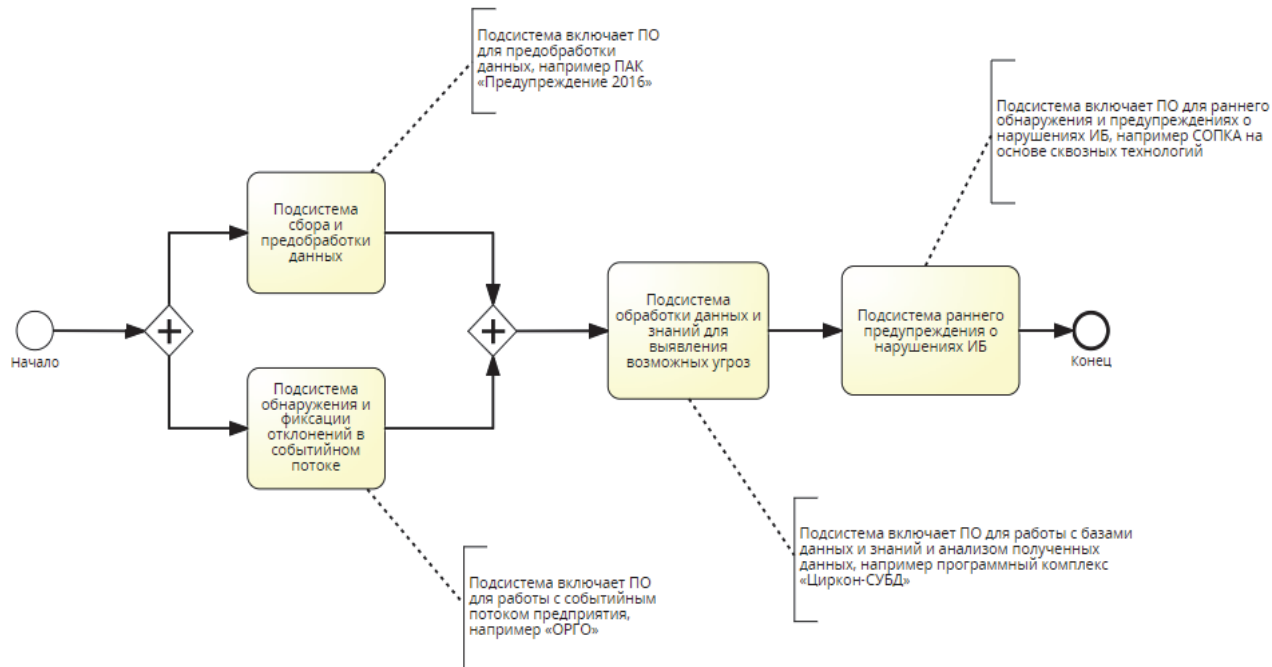 Подсистема включает ПО
для предобработки
данных, например ПАК
«Предупреждение 2016»
Подсистема включает ПО для раннего
обнаружения и предупреждениях о
нарушениях ИБ, например СОПКА на
основе сквозных технологий
Подсистема
сбора и
предобработки
данных
Начало
Подсистема
обработки данных и
знаний для
выявления
возможных угроз
Подсистема раннего
предупреждения о
нарушениях ИБ
Конец
Подсистема
обнаружения и
фиксации
отклонений в
событийном
потоке
Подсистема включает ПО для работы с базами
данных и знаний и анализом полученных
данных, например программный комплекс
«Циркон-СУБД»
Подсистема включает ПО
для работы с событийным
потоком предприятия,
например «ОРГО»